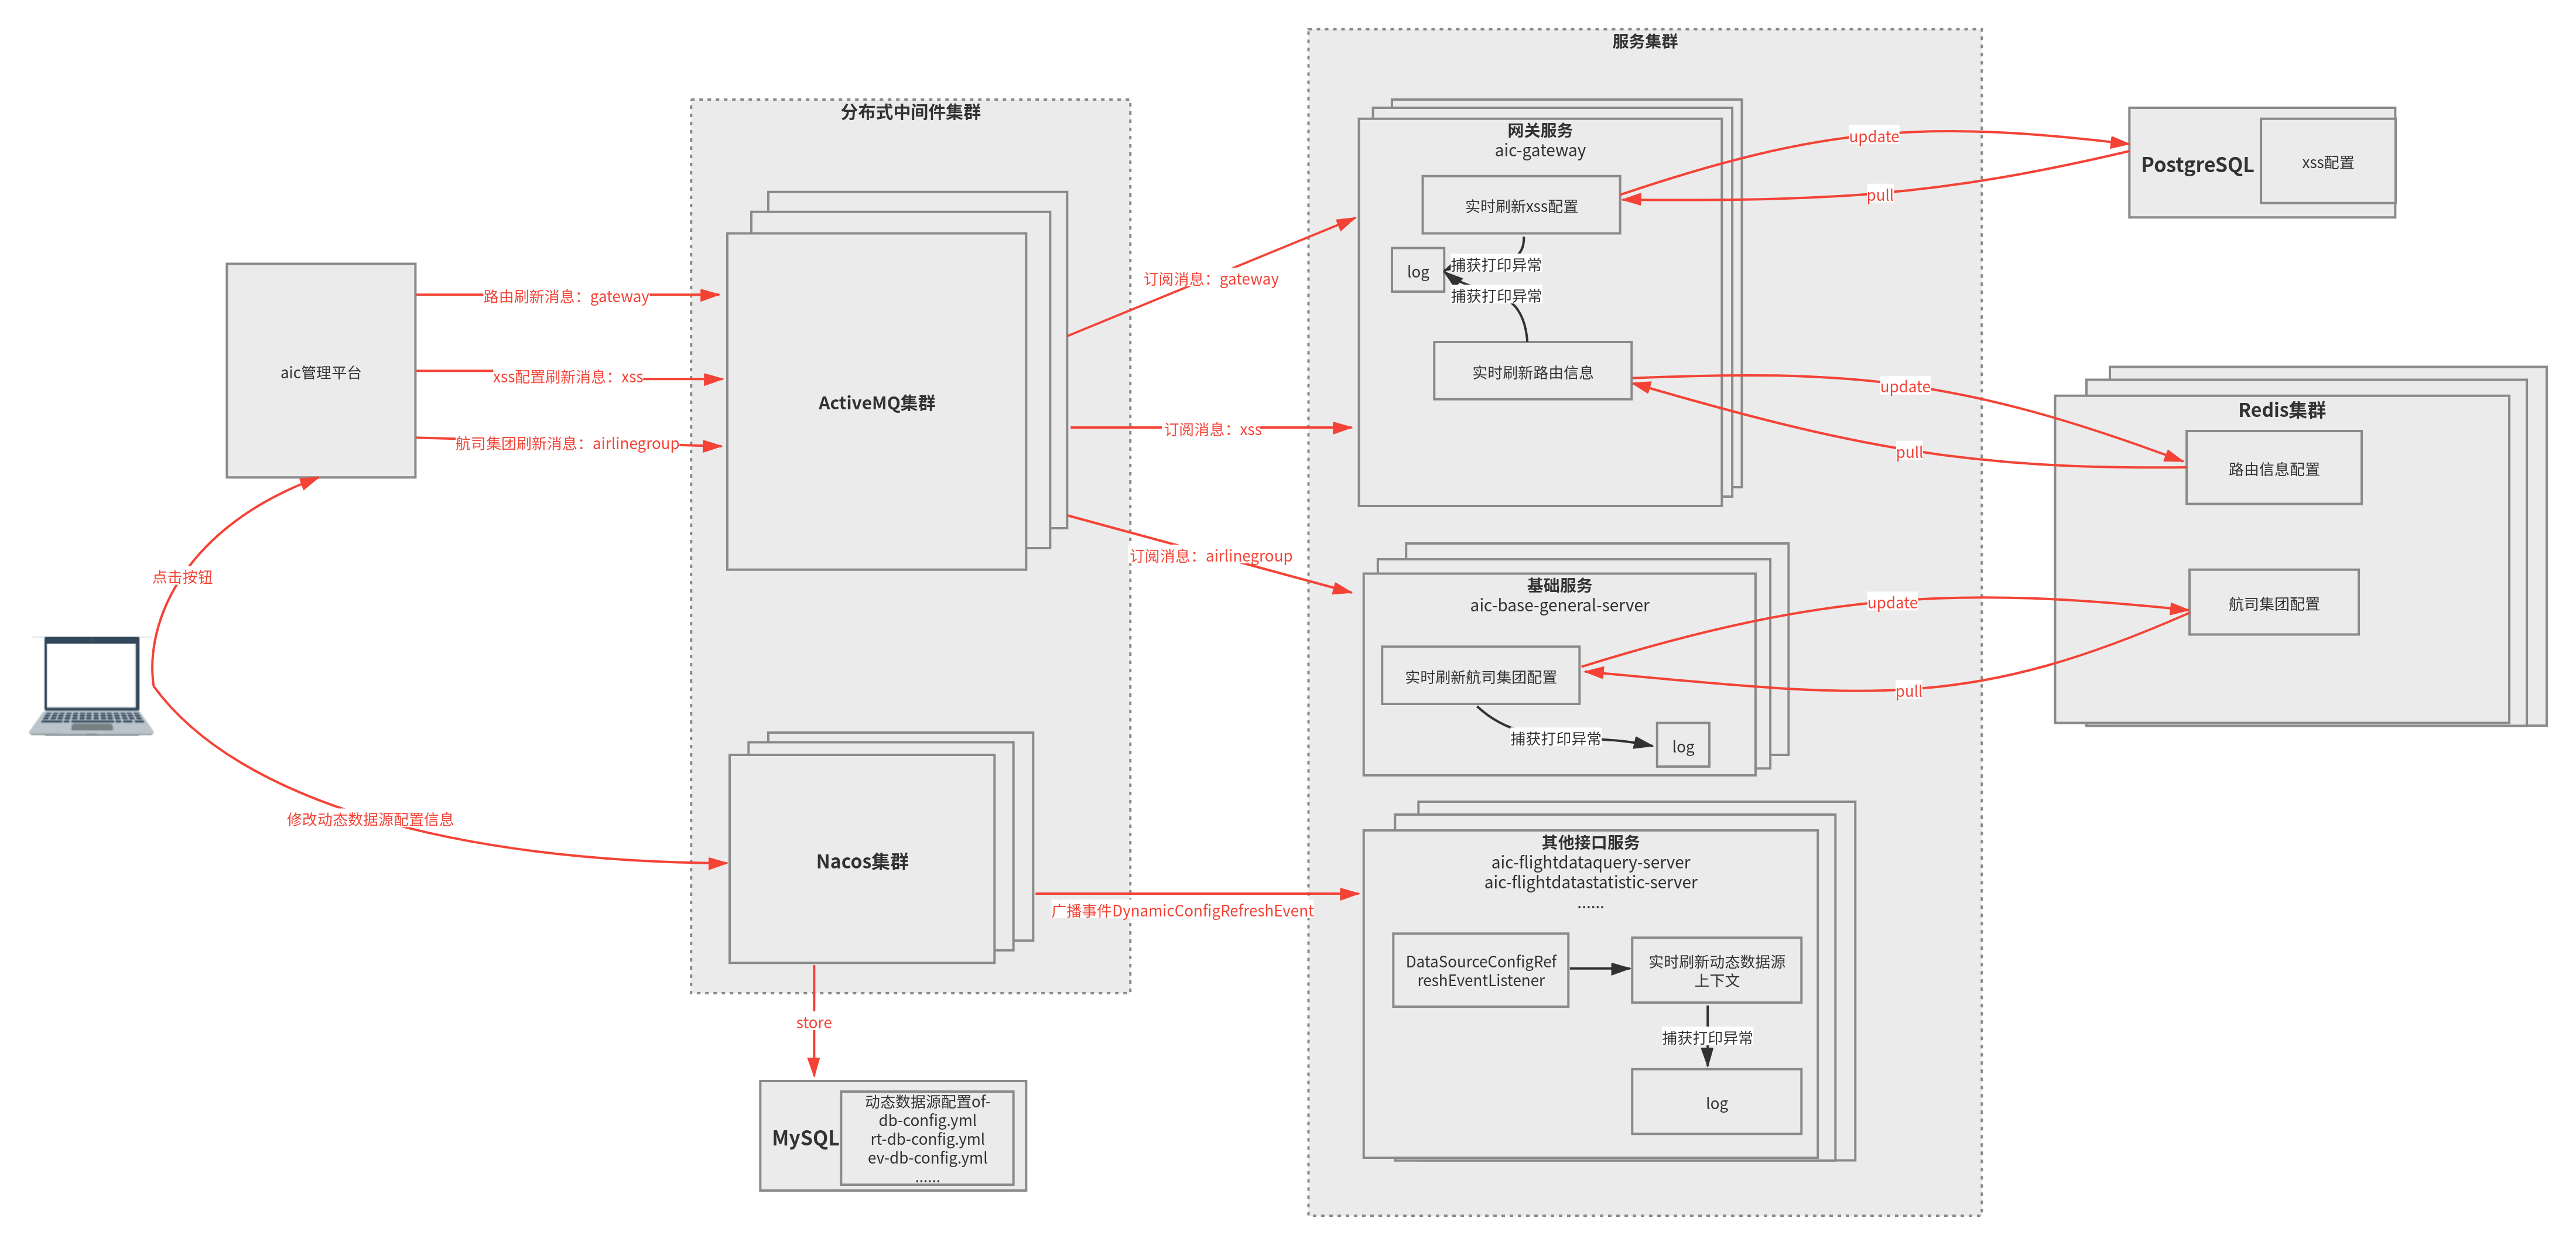 服务集群
分布式中间件集群
网关服务
aic-gateway
实时刷新xss配置
log
捕获打印异常
捕获打印异常
实时刷新路由信息
update
pull
PostgreSQL
xss配置
aic管理平台
路由刷新消息：gateway
xss配置刷新消息：xss
航司集团刷新消息：airlinegroup
ActiveMQ集群
订阅消息：gateway
订阅消息：xss
订阅消息：airlinegroup
update
pull
Redis集群
路由信息配置
航司集团配置
点击按钮
修改动态数据源配置信息
基础服务
aic-base-general-server
实时刷新航司集团配置
捕获打印异常
log
update
pull
Nacos集群
广播事件DynamicConfigRefreshEvent
其他接口服务
aic-flightdataquery-server
aic-flightdatastatistic-server
......
DataSourceConfigRef
reshEventListener
实时刷新动态数据源
上下文
捕获打印异常
log
store
MySQL
动态数据源配置of-
db-config.yml
rt-db-config.yml
ev-db-config.yml
......